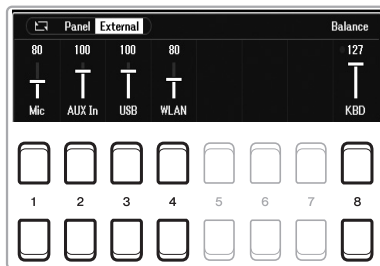 Panel External Balance
80 100 100 80 127
Mic AUX In USB WLAN KBD
1 2 3 4 5 6 7 8